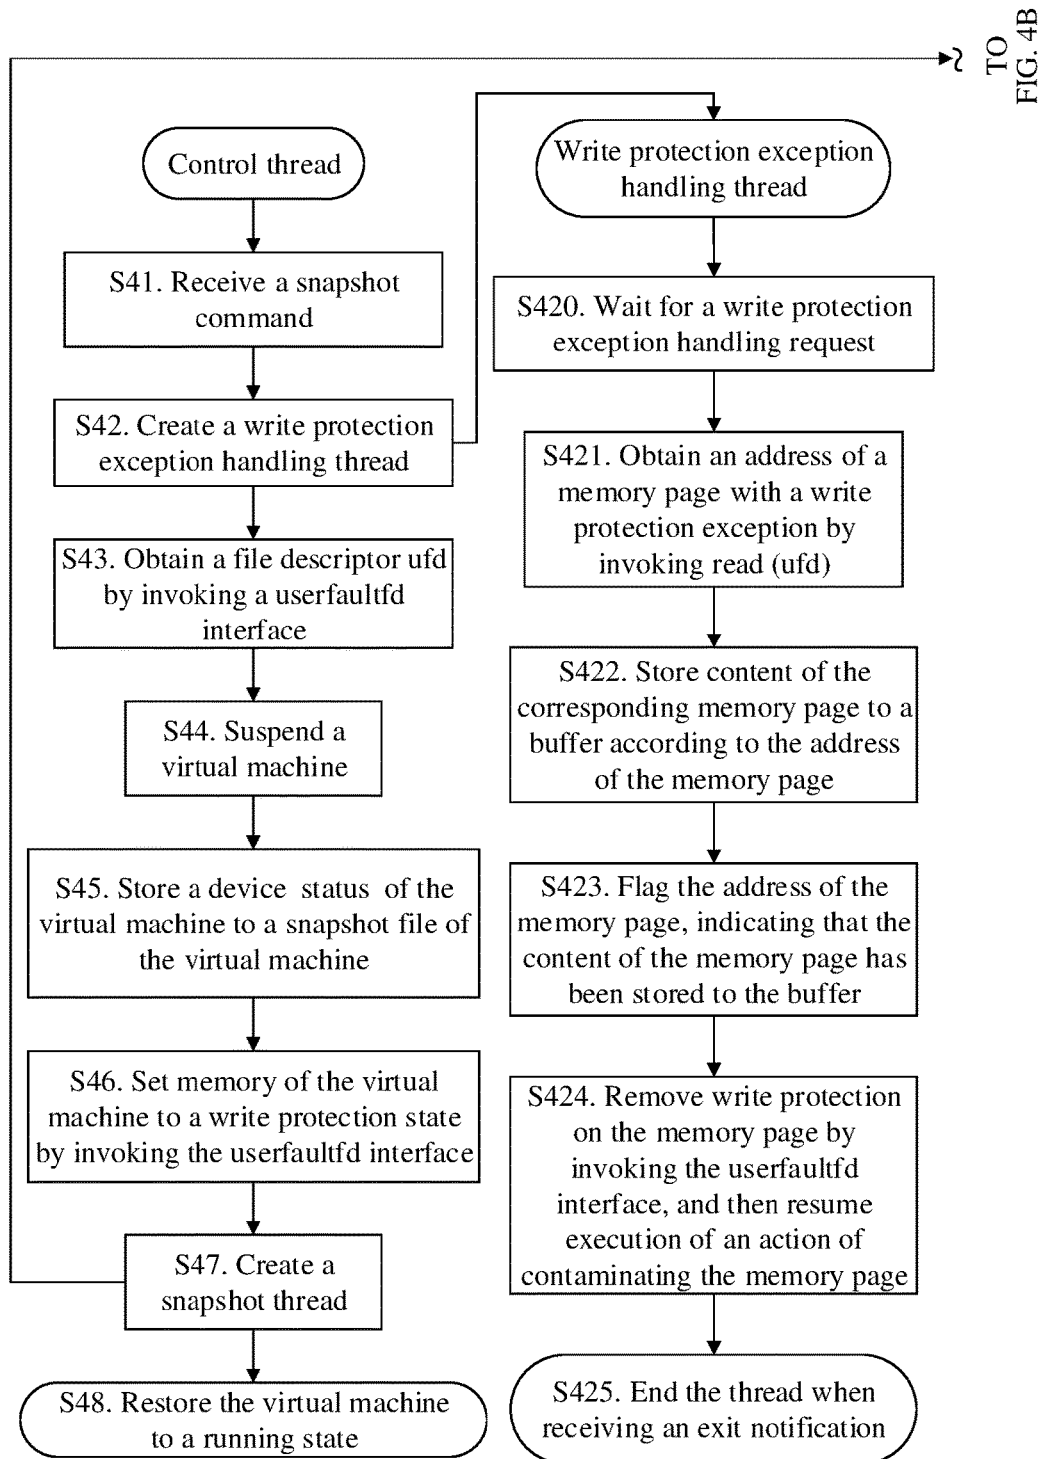 TO
FIG. 4B
Control thread
S41. Receive a snapshot
command
S42. Create a write protection
exception handling thread
S43. Obtain a file descriptor ufd
by invoking a userfaultfd
interface
S44. Suspend a
virtual machine
S45. Store a device status of the
virtual machine to a snapshot file of
the virtual machine
S46. Set memory of the virtual
machine to a write protection state
by invoking the userfaultfd interface
S47. Create a
snapshot thread
S48. Restore the virtual machine
to a running state
Write protection exception
handling thread
S420. Wait for a write protection
exception handling request
S421. Obtain an address of a
memory page with a write
protection exception by
invoking read (ufd)
S422. Store content of the
corresponding memory page to a
buffer according to the address
of the memory page
S423. Flag the address of the
memory page, indicating that the
content of the memory page has
been stored to the buffer
S424. Remove write protection
on the memory page by
invoking the userfaultfd
interface, and then resume
execution of an action of
contaminating the memory page
S425. End the thread when
receiving an exit notification